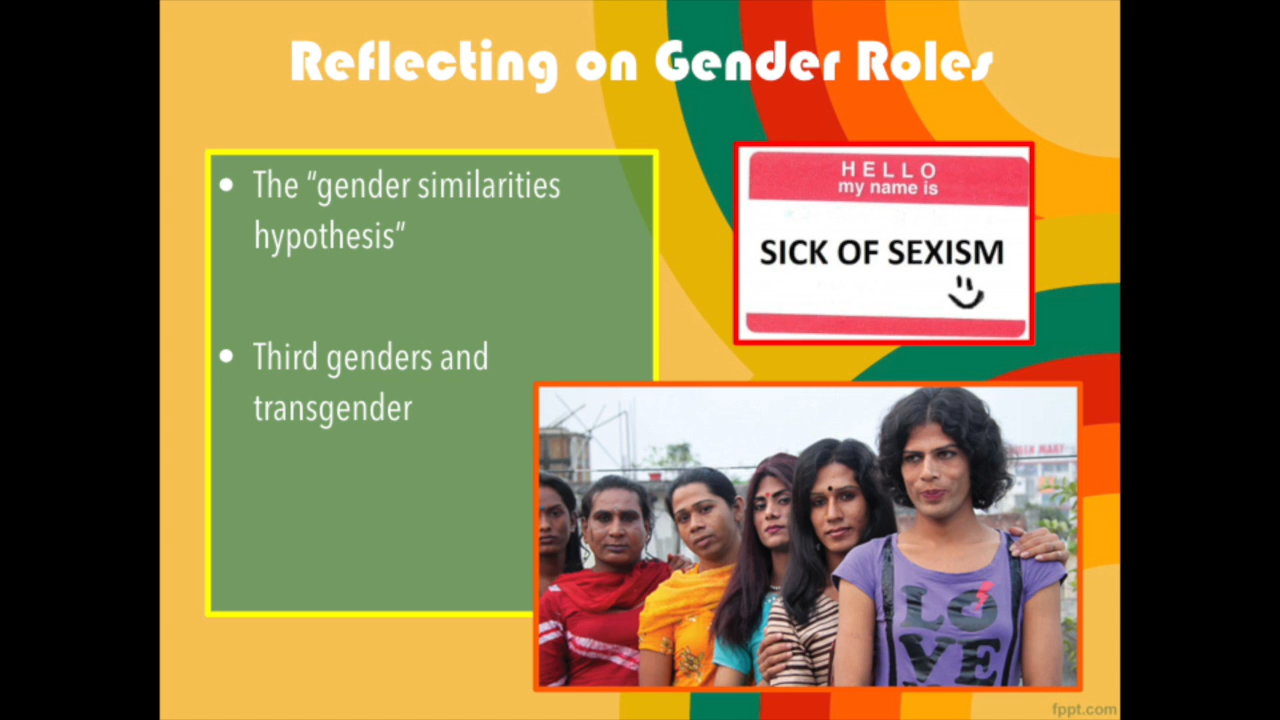 Reflecting on Gender Roles
• The “gender similarities
hypothesis”
• Third genders and
transgender
HELLO
my name is
SICK OF SEXISM
LO
VE
fppt.com